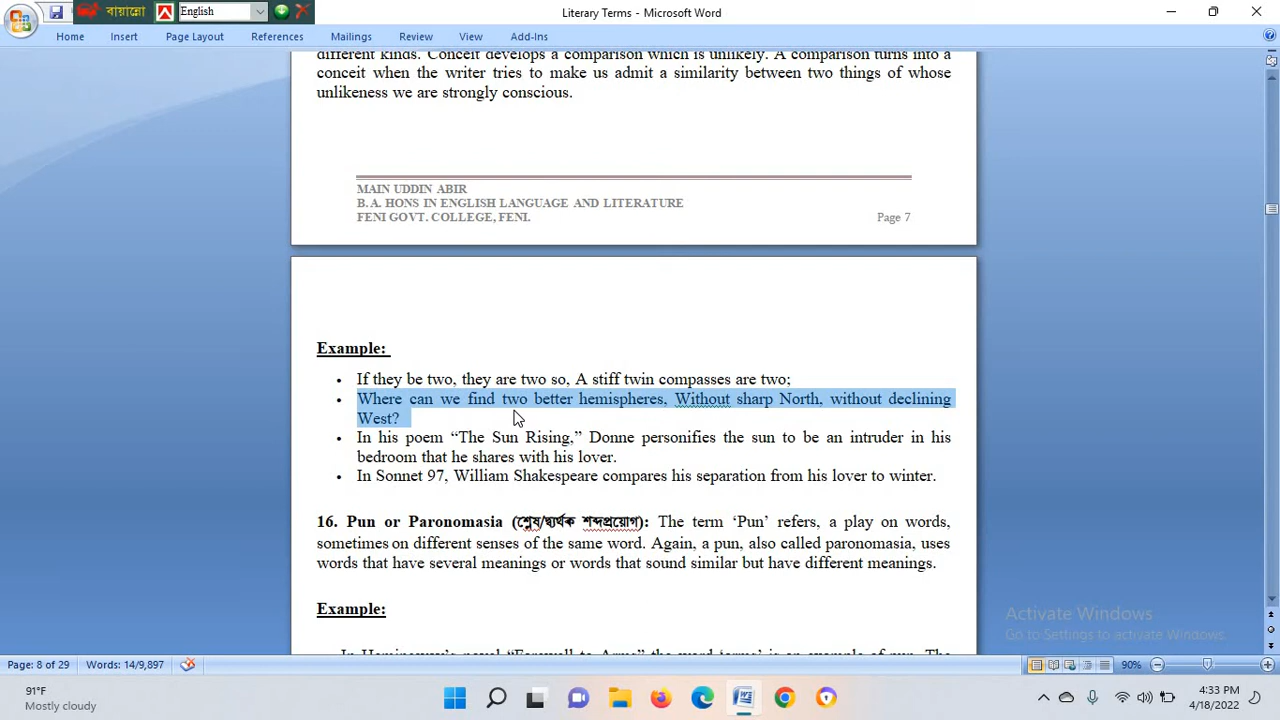 বায়ান্নো
English
Literary Terms - Microsoft Word
Home Insert Page Layout References Mailings Review View Add-Ins
different kinds. Conceit develops a comparison which is unlikely. A comparison turns into a
conceit when the writer tries to make us admit a similarity between two things of whose
unlikeness we are strongly conscious.
MAIN UDDIN ABIR
B. A. HONS IN ENGLISH LANGUAGE AND LITERATURE
FENI GOVT. COLLEGE, FENI. Page 7
Example:
• If they be two, they are two so, A stiff twin compasses are two;
• Where can we find two better hemispheres, Without sharp North, without declining
West?
• In his poem “The Sun Rising,” Donne personifies the sun to be an intruder in his
bedroom that he shares with his lover.
• In Sonnet 97, William Shakespeare compares his separation from his lover to winter.
16. Pun or Paronomasia (শ্লেষ/দ্ব্যর্থক শব্দপ্রয়োগ): The term ‘Pun’ refers, a play on words,
sometimes on different senses of the same word. Again, a pun, also called paronomasia, uses
words that have several meanings or words that sound similar but have different meanings.
Example:
Activate Windows
Go to Settings to activate Windows.
Page: 8 of 29 Words: 14/9,897 90%
91°F
Mostly cloudy
4:33 PM
4/18/2022